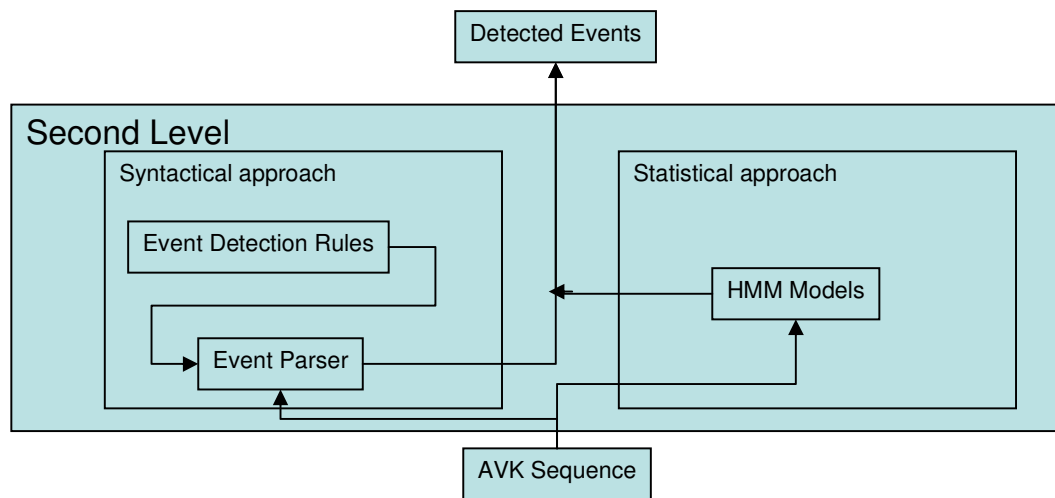 Detected Events
Second Level
Syntactical approach
Statistical approach
Event Detection Rules
HMM Models
Event Parser
AVK Sequence